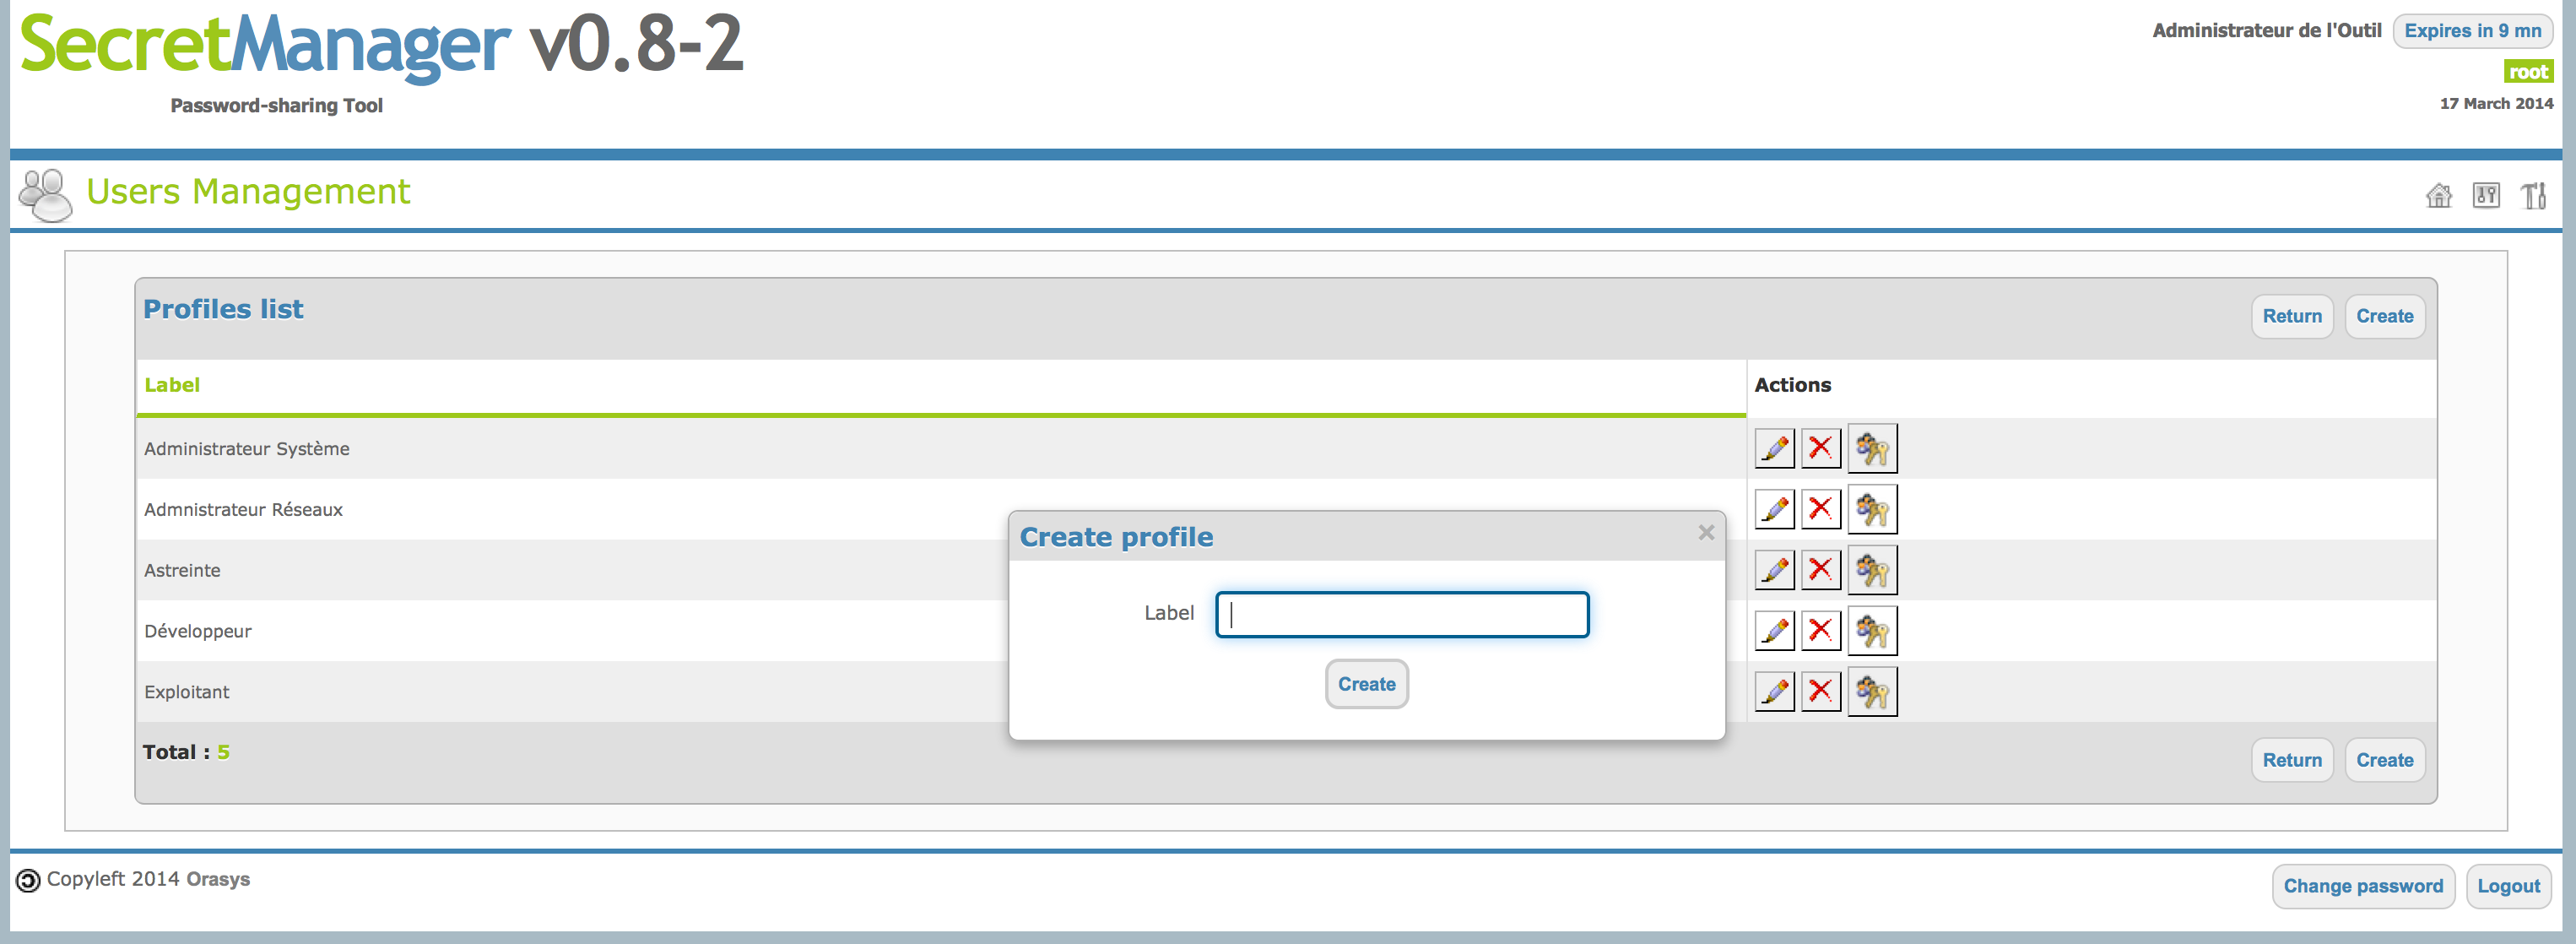 SecretManager v0.8-2
Password-sharing Tool
Administrateur de l'Outil Expires in 9 mn
root
17 March 2014
Users Management
Profiles list
Return Create
Label Actions
Administrateur Système
Admnistrateur Réseaux
Astreinte
Développeur
Exploitant
Create profile ×
Label
Create
Total : 5
Return Create
Copyleft 2014 Orasys
Change password Logout